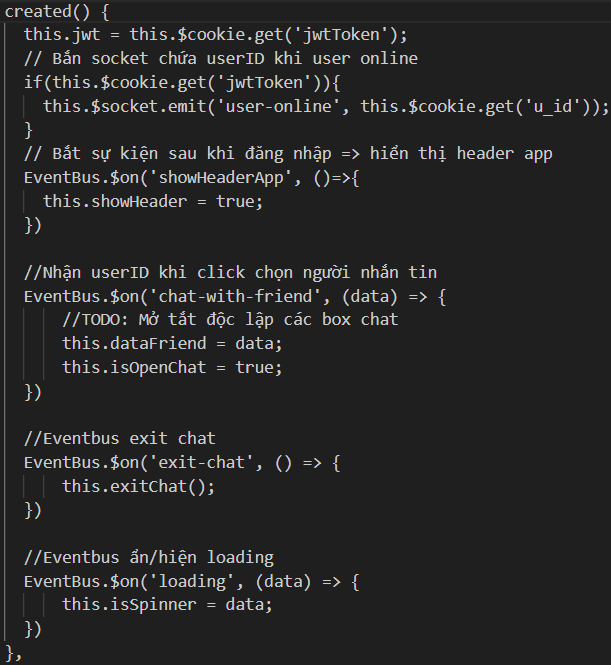 created() {
  this.jwt = this.$cookie.get('jwtToken');
  // Bắn socket chứa userID khi user online
  if(this.$cookie.get('jwtToken')){
    this.$socket.emit('user-online', this.$cookie.get('u_id'));
  }
  // Bắt sự kiện sau khi đăng nhập => hiển thị header app
  EventBus.$on('showHeaderApp', ()=>{
    this.showHeader = true;
  })

  //Nhận userID khi click chọn người nhắn tin
  EventBus.$on('chat-with-friend', (data) => {
      //TODO: Mở tắt độc lập các box chat
      this.dataFriend = data;
      this.isOpenChat = true;
  })

  //Eventbus exit chat
  EventBus.$on('exit-chat', () => {
      this.exitChat();
  })

  //Eventbus ẩn/hiện loading
  EventBus.$on('loading', (data) => {
      this.isSpinner = data;
  })
},